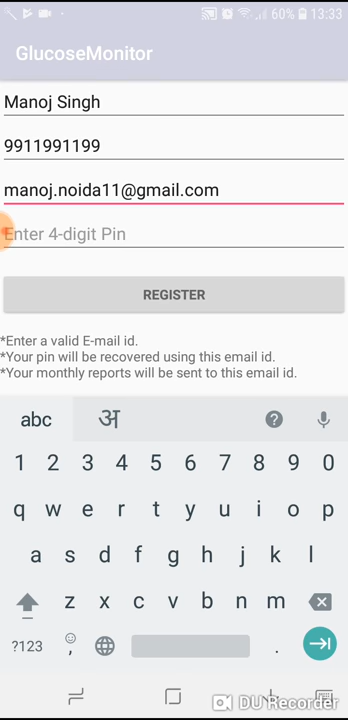 60% 13:33
GlucoseMonitor
Manoj Singh
9911991199
manoj.noida11@gmail.com
Enter 4-digit Pin
REGISTER
*Enter a valid E-mail id.
*Your pin will be recovered using this email id.
*Your monthly reports will be sent to this email id.
abc अ ?
1 2 3 4 5 6 7 8 9 0
q w e r t y u i o p
a s d f g h j k l
z x c v b n m
?123 , .
DU Recorder